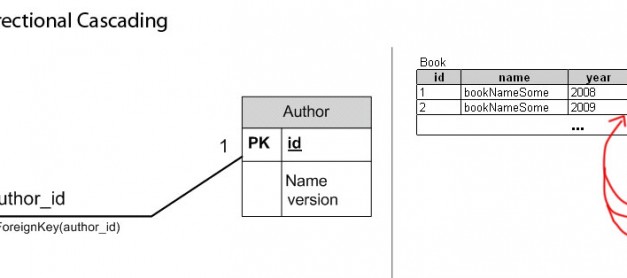 rectional Cascading
Author
1
PK id
Name
version
uthor_id
ForeignKey(author_id)
Book
id name year
1 bookNameSome 2008
2 bookNameSome 2009
...